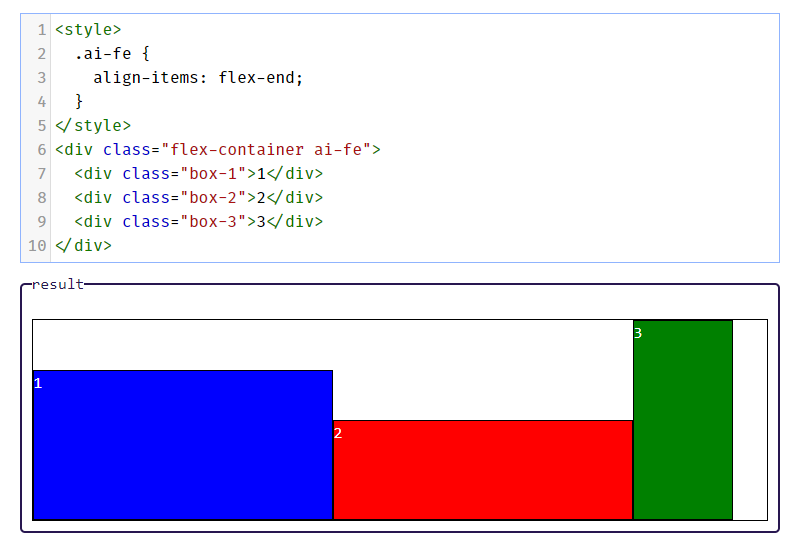 1 <style>
2   .ai-fe {
3     align-items: flex-end;
4   }
5 </style>
6 <div class="flex-container ai-fe">
7   <div class="box-1">1</div>
8   <div class="box-2">2</div>
9   <div class="box-3">3</div>
10 </div>
result
3
1
2